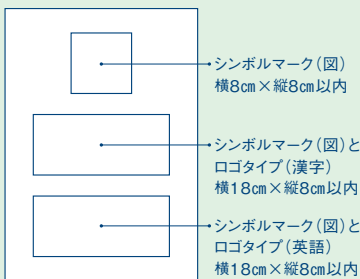 シンボルマーク(図)
横8㎝×縦8㎝以内
シンボルマーク(図)と
ロゴタイプ(漢字)
横18㎝×縦8㎝以内
シンボルマーク(図)と
ロゴタイプ(英語)
横18㎝×縦8㎝以内